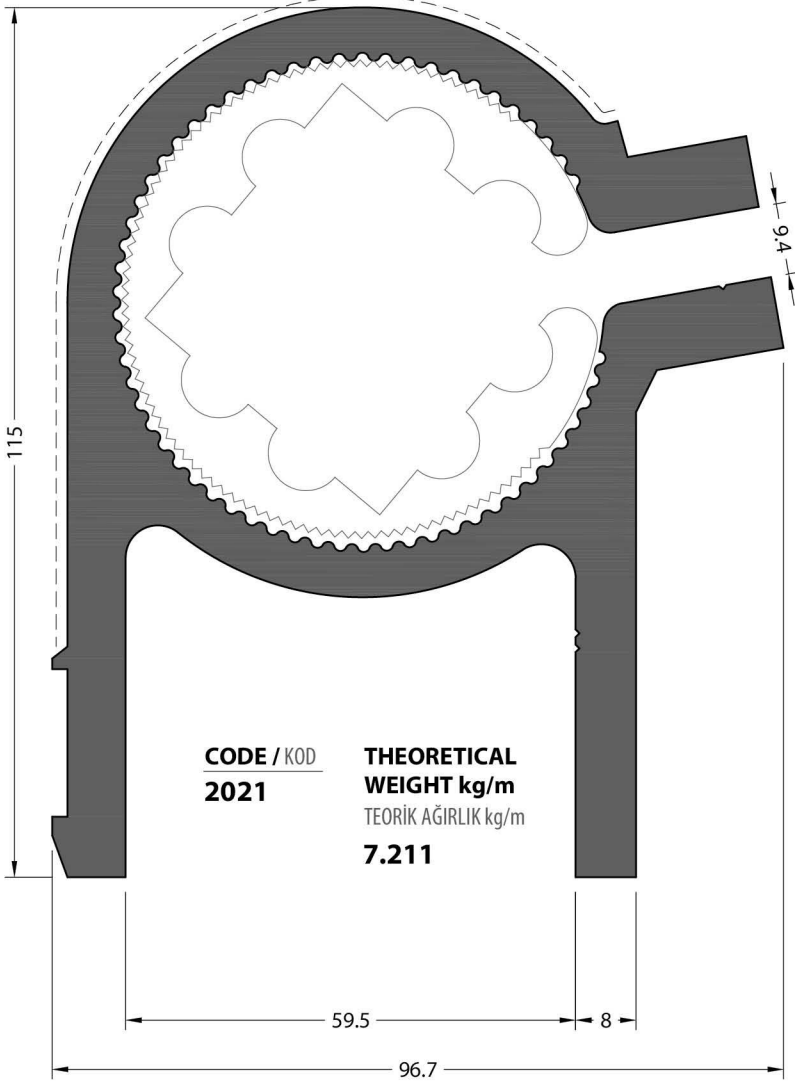 9.4
115
CODE / KOD
2021
THEORETICAL
WEIGHT kg/m
TEORİK AĞIRLIK kg/m
7.211
59.5
8
96.7